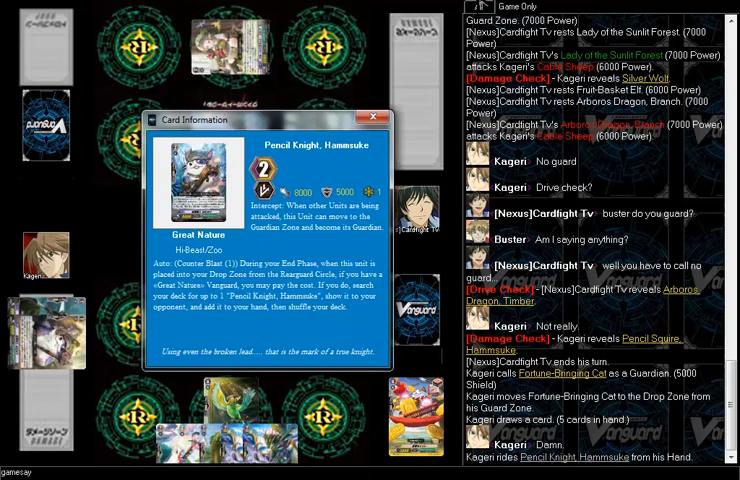 Game Only
Guard Zone. (7000 Power)
[Nexus]Cardfight Tv rests Lady of the Sunlit Forest. (7000
Power)
[Nexus]Cardfight Tv's Lady of the Sunlit Forest (7000 Power)
attacks Kageri's Cable Sheep (6000 Power).
[Damage Check] - Kageri reveals Silver Wolf.
[Nexus]Cardfight Tv rests Fruit-Basket Elf. (6000 Power)
[Nexus]Cardfight Tv rests Arboros Dragon, Branch. (7000
Power)
[Nexus]Cardfight Tv's Arboros Dragon, Branch (7000 Power)
attacks Kageri's Cable Sheep (6000 Power).
Kageri> No guard
Kageri> Drive check?
[Nexus]Cardfight Tv> buster do you guard?
Buster> Am I saying anything?
[Nexus]Cardfight Tv> well you have to call no
guard...
[Drive Check] - [Nexus]Cardfight Tv reveals Arboros
Dragon, Timber.
Kageri> Not really
[Damage Check] - Kageri reveals Pencil Squire,
Hammsuke.
[Nexus]Cardfight Tv ends his turn.
Kageri calls Fortune-Bringing Cat as a Guardian. (5000
Shield)
Kageri moves Fortune-Bringing Cat to the Drop Zone from
his Guard Zone.
Kageri draws a card. (5 cards in hand.)
Kageri> Damn.
Kageri rides Pencil Knight, Hammsuke from his Hand.
Card Information
Pencil Knight, Hammsuke
2
8000 5000 1
Intercept: When other Units are being
attacked, this Unit can move to the
Guardian Zone and become its Guardian.
Great Nature
Hi-Beast/Zoo
Auto: (Counter Blast (1)) During your End Phase, when this unit is
placed into your Drop Zone from the Rearguard Circle, if you have a
«Great Nature» Vanguard, you may pay the cost. If you do, search
your deck for up to 1 "Pencil Knight, Hammsuke", show it to your
opponent, and add it to your hand, then shuffle your deck.
Using even the broken lead.... that is the mark of a true knight.
Kageri
]Cardfight Tv
Vanguard
Vanguard
gamesay